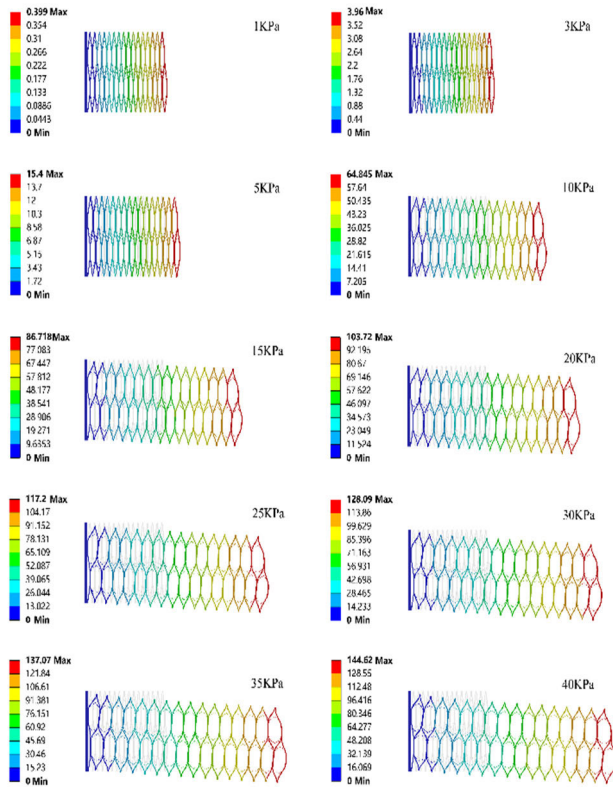 0.399 Max
0.354
0.31
0.266
0.222
0.177
0.133
0.0886
0.0443
0 Min
1KPa
3.96 Max
3.52
3.08
2.64
2.2
1.76
1.32
0.88
0.44
0 Min
3KPa
15.4 Max
13.7
12
10.3
8.58
6.87
5.15
3.43
1.72
0 Min
5KPa
64.845 Max
57.64
50.435
43.23
36.025
28.82
21.615
14.41
7.205
0 Min
10KPa
86.718 Max
77.083
67.447
57.812
48.177
38.541
28.906
19.271
9.6353
0 Min
15KPa
103.72 Max
92.195
80.67
69.146
57.622
46.097
34.573
23.049
11.524
0 Min
20KPa
117.2 Max
104.17
91.152
78.131
65.109
52.087
39.065
26.044
13.022
0 Min
25KPa
128.09 Max
113.86
99.629
85.396
71.163
56.931
42.698
28.465
14.233
0 Min
30KPa
137.07 Max
121.84
106.61
91.381
76.151
60.92
45.69
30.46
15.23
0 Min
35KPa
144.62 Max
128.55
112.48
96.416
80.346
64.277
48.208
32.139
16.069
0 Min
40KPa